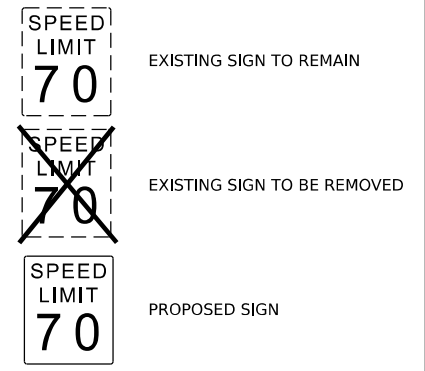 SPEED
LIMIT
70
EXISTING SIGN TO REMAIN
SPEED
LIMIT
70
EXISTING SIGN TO BE REMOVED
SPEED
LIMIT
70
PROPOSED SIGN